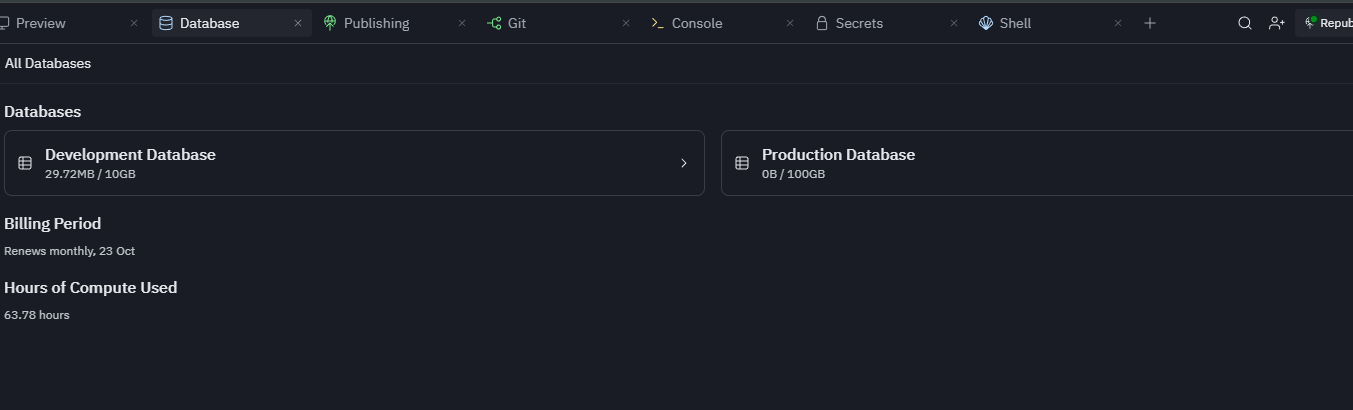 Preview Database Publishing Git Console Secrets Shell Repub
All Databases
Databases
Development Database
29.72MB / 10GB
Production Database
0B / 100GB
Billing Period
Renews monthly, 23 Oct
Hours of Compute Used
63.78 hours